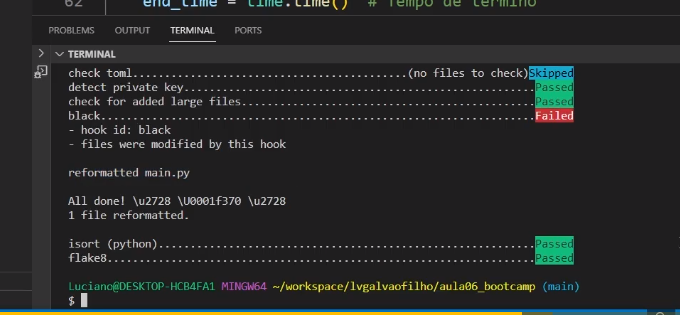 62 end_time = time.time() # Tempo de término
PROBLEMS OUTPUT TERMINAL PORTS
TERMINAL
check toml...........................................(no files to check)Skipped
detect private key.......................................................Passed
check for added large files..............................................Passed
black....................................................................Failed
- hook id: black
- files were modified by this hook
reformatted main.py
All done! \u2728 \U0001f370 \u2728
1 file reformatted.
isort (python)...........................................................Passed
flake8...................................................................Passed
Luciano@DESKTOP-HCB4FA1 MINGW64 ~/workspace/lvgalvaofilho/aula06_bootcamp (main)
$